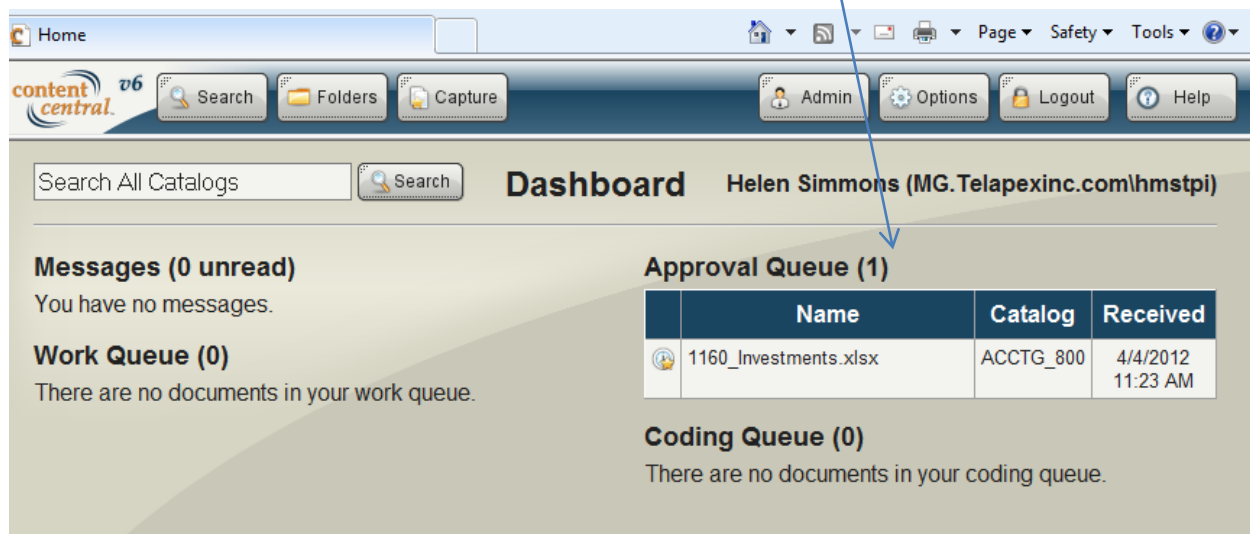 Home
Page Safety Tools
content central v6 Search Folders Capture Admin Options Logout Help
Search All Catalogs Search Dashboard Helen Simmons (MG.Telapexinc.com\hmstpi)
Messages (0 unread)
You have no messages.
Work Queue (0)
There are no documents in your work queue.
Approval Queue (1)
Name Catalog Received
1160_Investments.xlsx ACCTG_800 4/4/2012
11:23 AM
Coding Queue (0)
There are no documents in your coding queue.